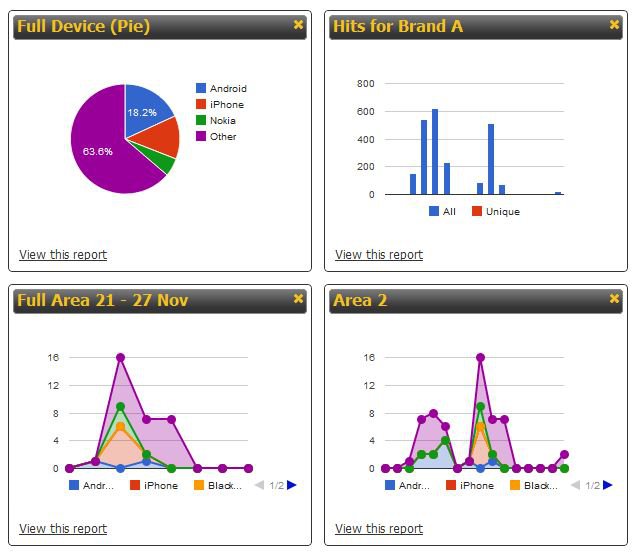 Full Device (Pie)
18.2%
63.6%
Android
iPhone
Nokia
Other
View this report
Hits for Brand A
800
600
400
200
0
All
Unique
View this report
Full Area 21 - 27 Nov
16
12
8
4
0
Andr...
iPhone
Black...
1/2
View this report
Area 2
16
12
8
4
0
Andr...
iPhone
Black...
1/2
View this report